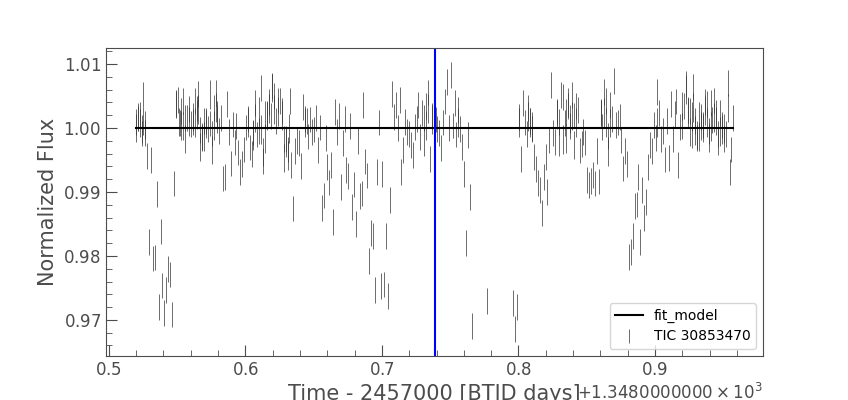 1.01
1.00
0.99
0.98
0.97
Normalized Flux
fit_model
TIC 30853470
0.5 0.6 0.7 0.8 0.9
Time - 2457000 [BTJD days]
+1.3480000000 × 10³